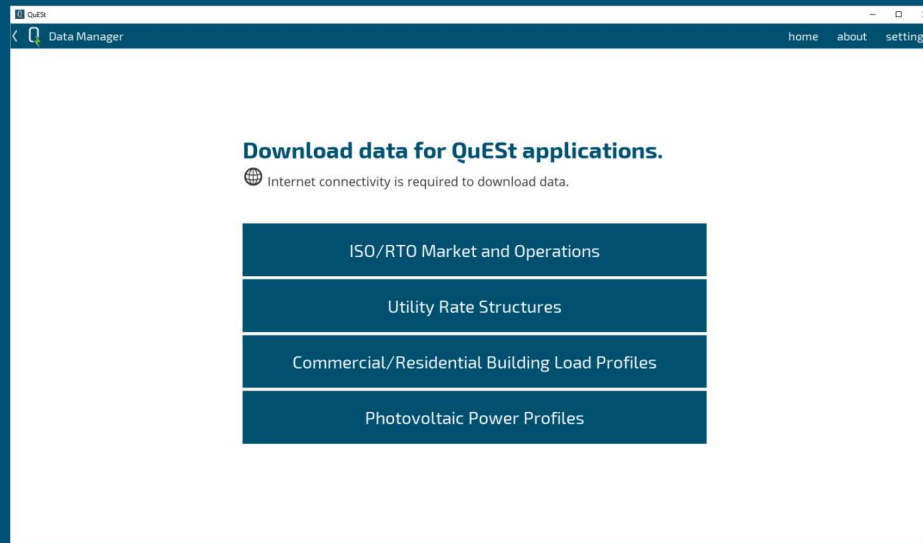 QuESt
Data Manager
home about setting
Download data for QuESt applications.
Internet connectivity is required to download data.
ISO/RTO Market and Operations
Utility Rate Structures
Commercial/Residential Building Load Profiles
Photovoltaic Power Profiles